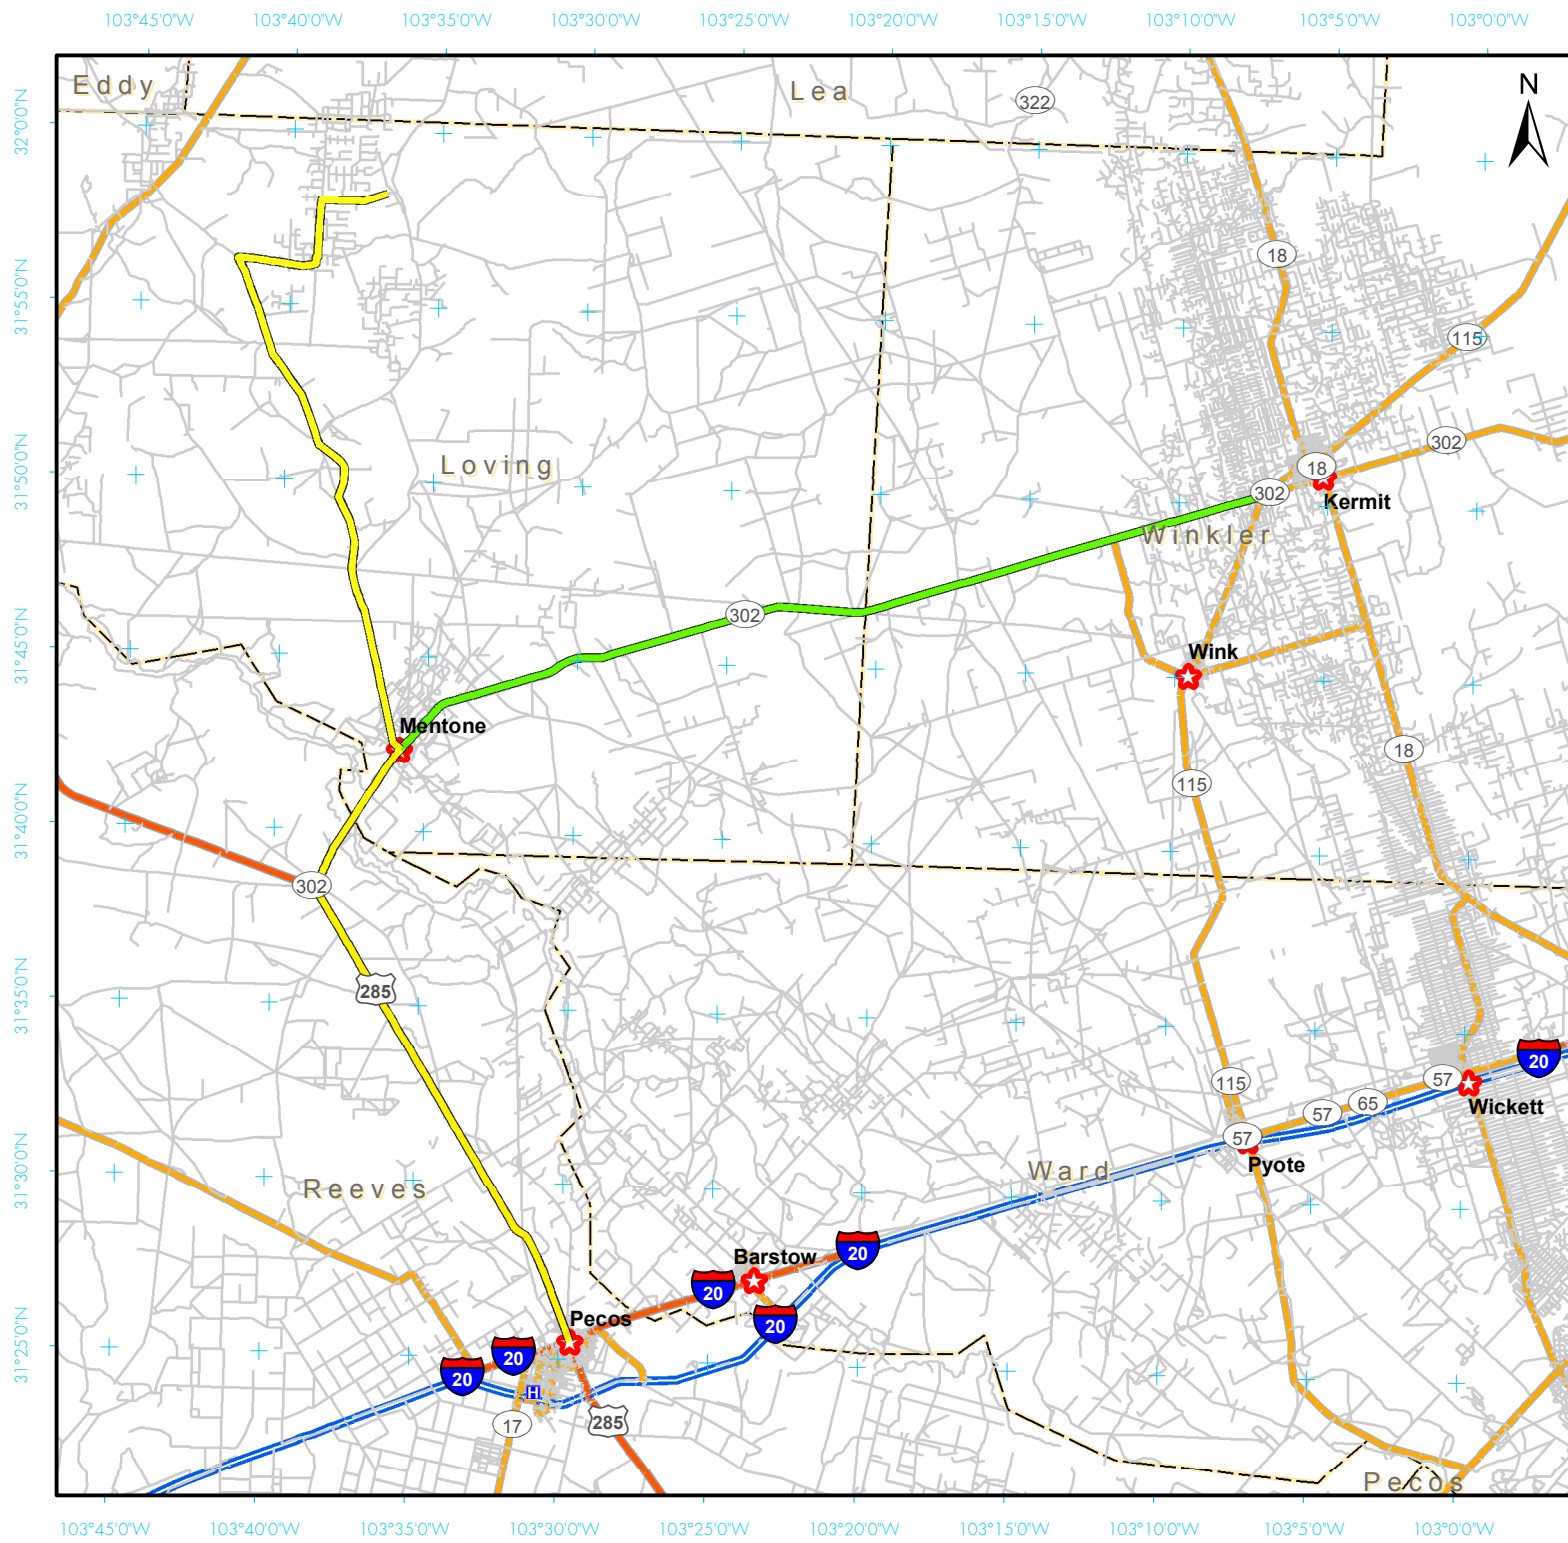 103°45'0"W 103°40'0"W 103°35'0"W 103°30'0"W 103°25'0"W 103°20'0"W 103°15'0"W 103°10'0"W 103°5'0"W 103°0'0"W
Eddy
Lea
322
N
32°0'0"N
18
31°55'0"N
115
Loving
302
18
31°50'0"N
302
Kermit
Winkler
302
31°45'0"N
Wink
Mentone
18
115
31°40'0"N
302
285
31°35'0"N
20
57
115
65
57
Wickett
57
Pyote
31°30'0"N
Ward
Reeves
20
Barstow
20
Pecos
20
31°25'0"N
20
20
H
285
17
Pecos
103°45'0"W 103°40'0"W 103°35'0"W 103°30'0"W 103°25'0"W 103°20'0"W 103°15'0"W 103°10'0"W 103°5'0"W 103°0'0"W